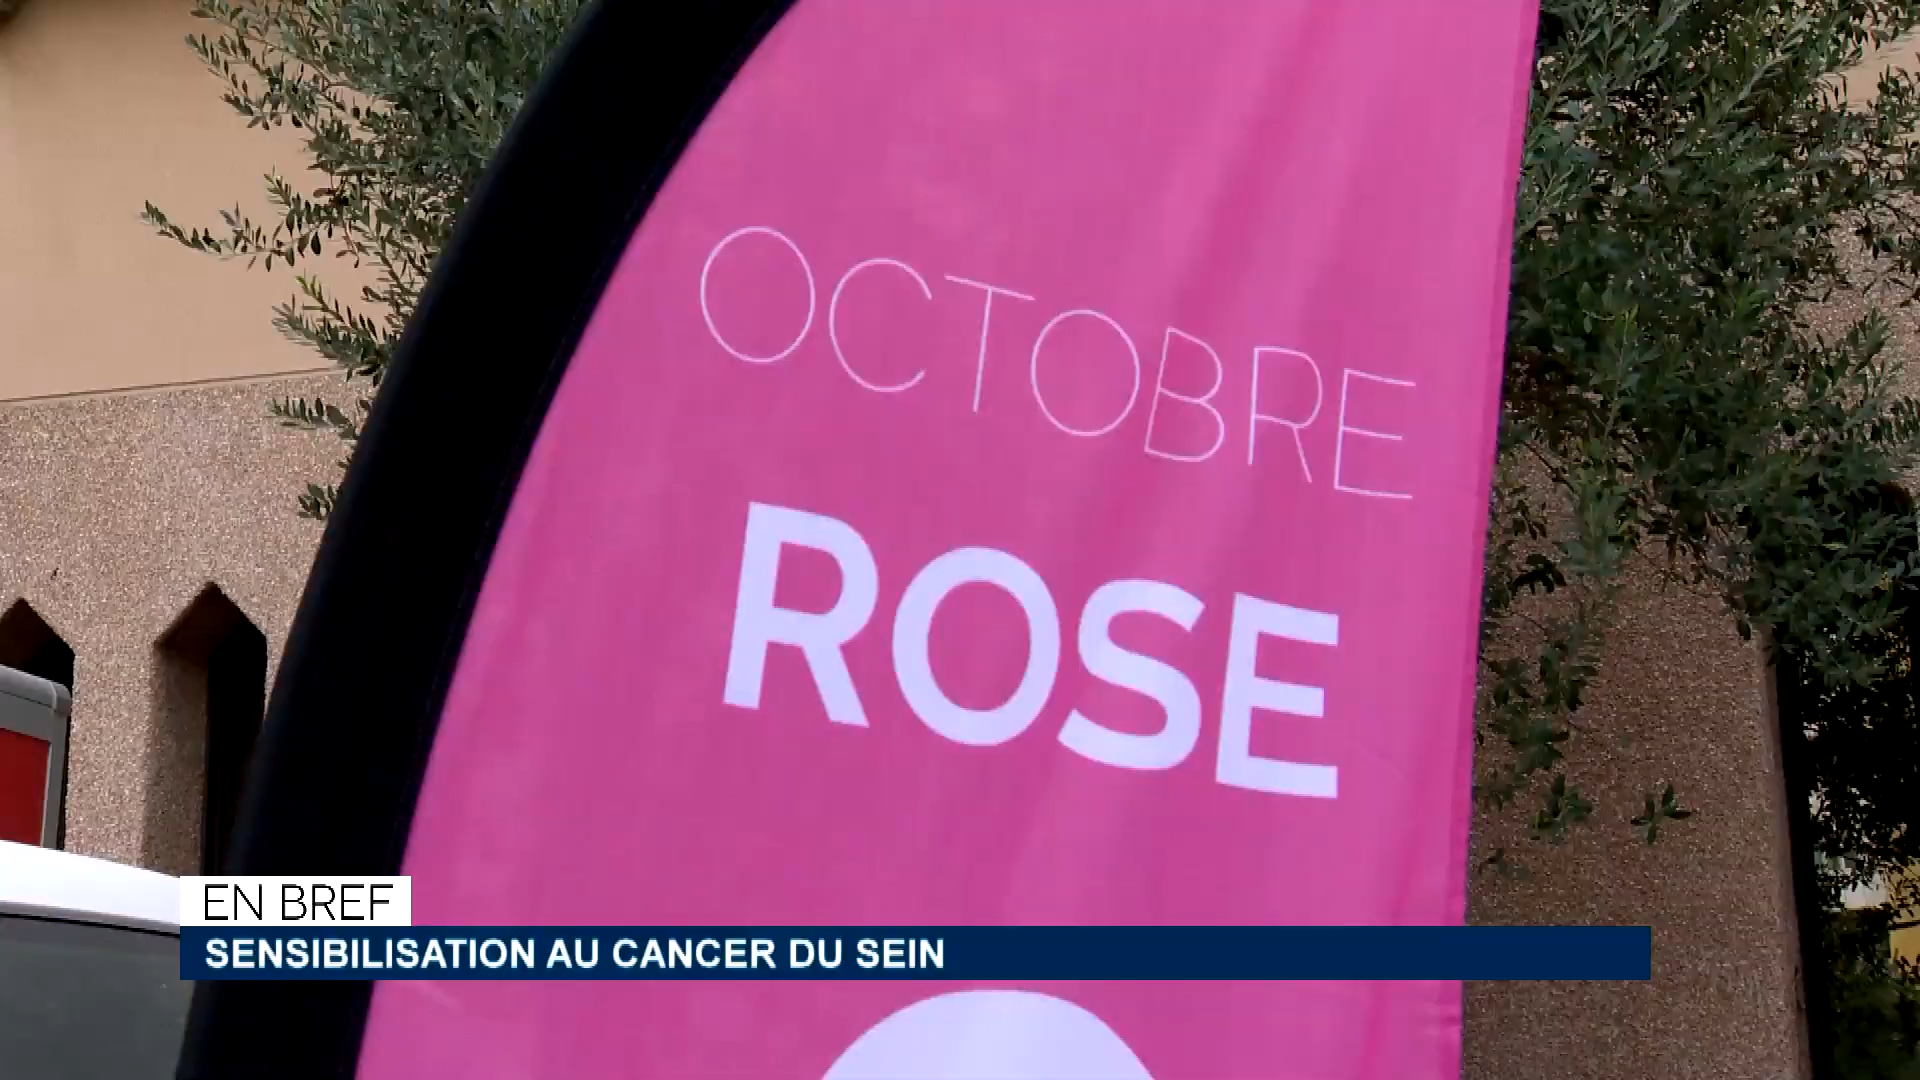 OCTOBRE
ROSE
EN BREF
SENSIBILISATION AU CANCER DU SEIN